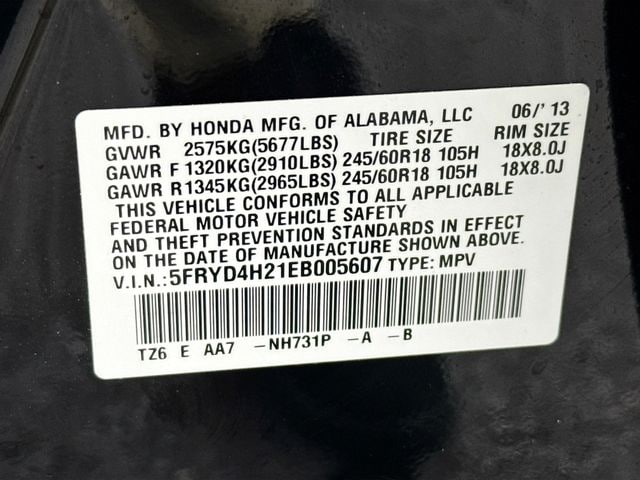 MFD. BY HONDA MFG. OF ALABAMA, LLC 06/'13
GVWR 2575KG(5677LBS) TIRE SIZE RIM SIZE
GAWR F 1320KG(2910LBS) 245/60R18 105H 18X8.0J
GAWR R 1345KG(2965LBS) 245/60R18 105H 18X8.0J
THIS VEHICLE CONFORMS TO ALL APPLICABLE
FEDERAL MOTOR VEHICLE SAFETY
AND THEFT PREVENTION STANDARDS IN EFFECT
ON THE DATE OF MANUFACTURE SHOWN ABOVE.
V.I.N.:5FRYD4H21EB005607 TYPE: MPV
TZ6 E AA7 -NH731P -A -B